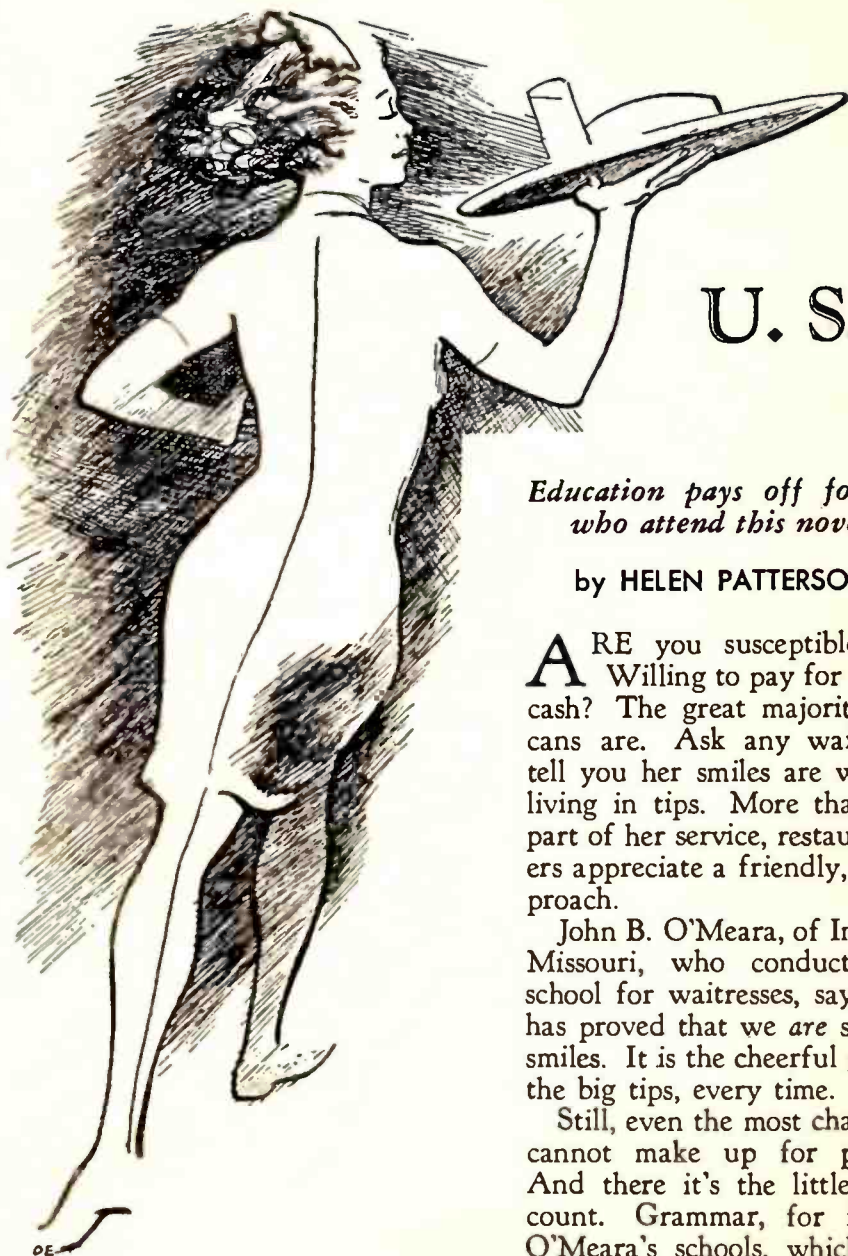 U. S.
Education pays off fo
who attend this nov
by HELEN PATTERSO
ARE you susceptibl
Willing to pay for
cash? The great majorit
cans are. Ask any wa
tell you her smiles are w
living in tips. More tha
part of her service, restau
ers appreciate a friendly,
proach.
John B. O'Meara, of In
Missouri, who conduct
school for waitresses, say
has proved that we are s
smiles. It is the cheerful
the big tips, every time.
Still, even the most cha
cannot make up for p
And there it's the little
count. Grammar, for
O'Meara's schools, which
OE